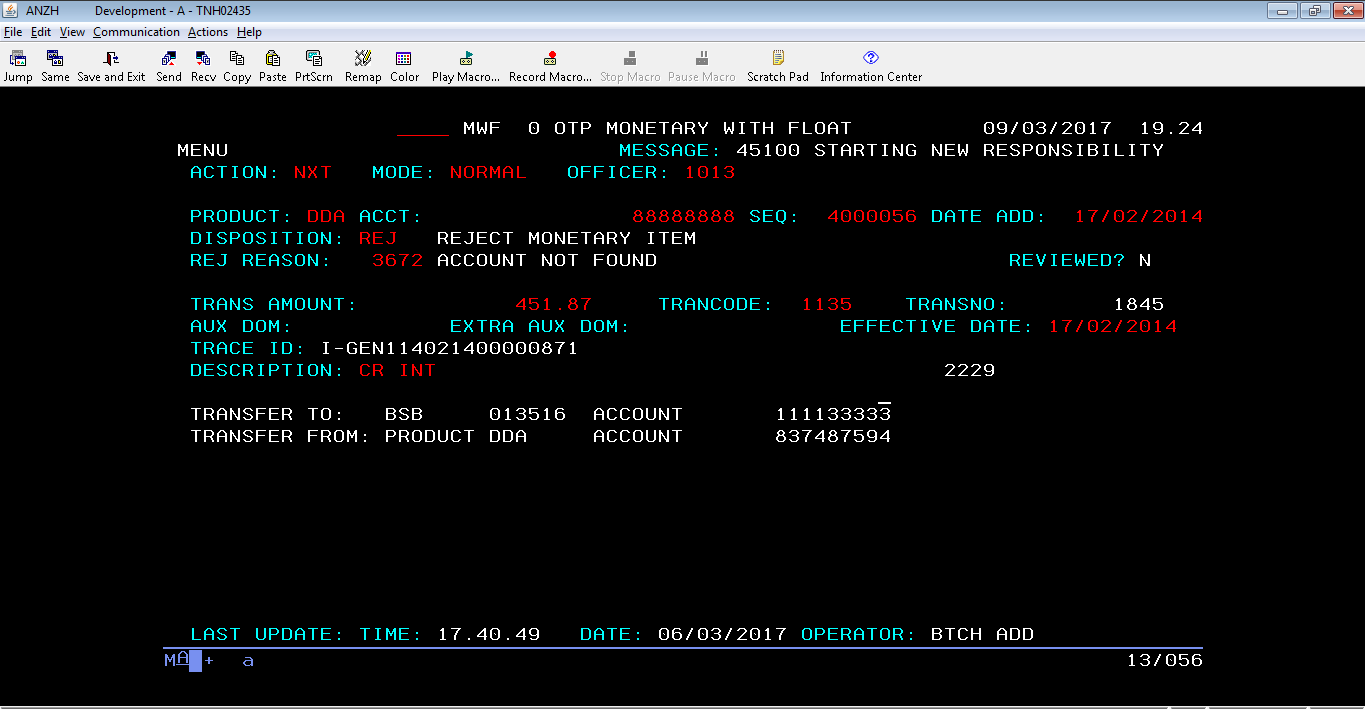 ANZH Development - A - TNH02435
File Edit View Communication Actions Help
Jump Same Save and Exit Send Recv Copy Paste PrtScrn Remap Color Play Macro... Record Macro... Stop Macro Pause Macro Scratch Pad Information Center
_____ MWF 0 OTP MONETARY WITH FLOAT 09/03/2017 19.24
MENU MESSAGE: 45100 STARTING NEW RESPONSIBILITY
ACTION: NXT MODE: NORMAL OFFICER: 1013
PRODUCT: DDA ACCT: 88888888 SEQ: 4000056 DATE ADD: 17/02/2014
DISPOSITION: REJ REJECT MONETARY ITEM
REJ REASON: 3672 ACCOUNT NOT FOUND REVIEWED? N
TRANS AMOUNT: 451.87 TRANCODE: 1135 TRANSNO: 1845
AUX DOM: EXTRA AUX DOM: EFFECTIVE DATE: 17/02/2014
TRACE ID: I-GEN114021400000871
DESCRIPTION: CR INT 2229
TRANSFER TO: BSB 013516 ACCOUNT 111133333
TRANSFER FROM: PRODUCT DDA ACCOUNT 837487594
LAST UPDATE: TIME: 17.40.49 DATE: 06/03/2017 OPERATOR: BTCH ADD
MA + a 13/056